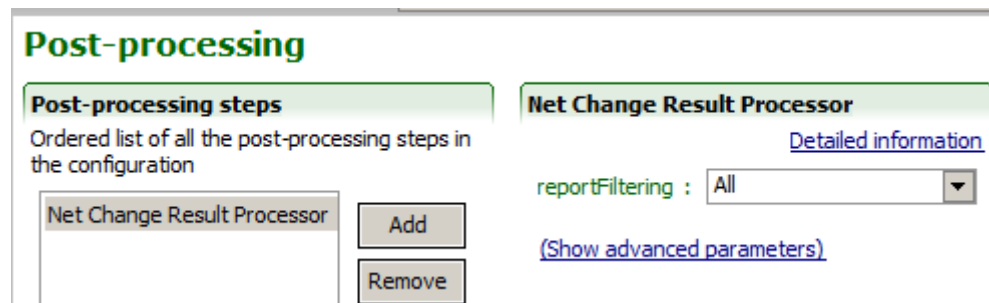 Post-processing
Post-processing steps
Ordered list of all the post-processing steps in
the configuration
Net Change Result Processor
Add
Remove
Net Change Result Processor
Detailed information
reportFiltering : All
(Show advanced parameters)